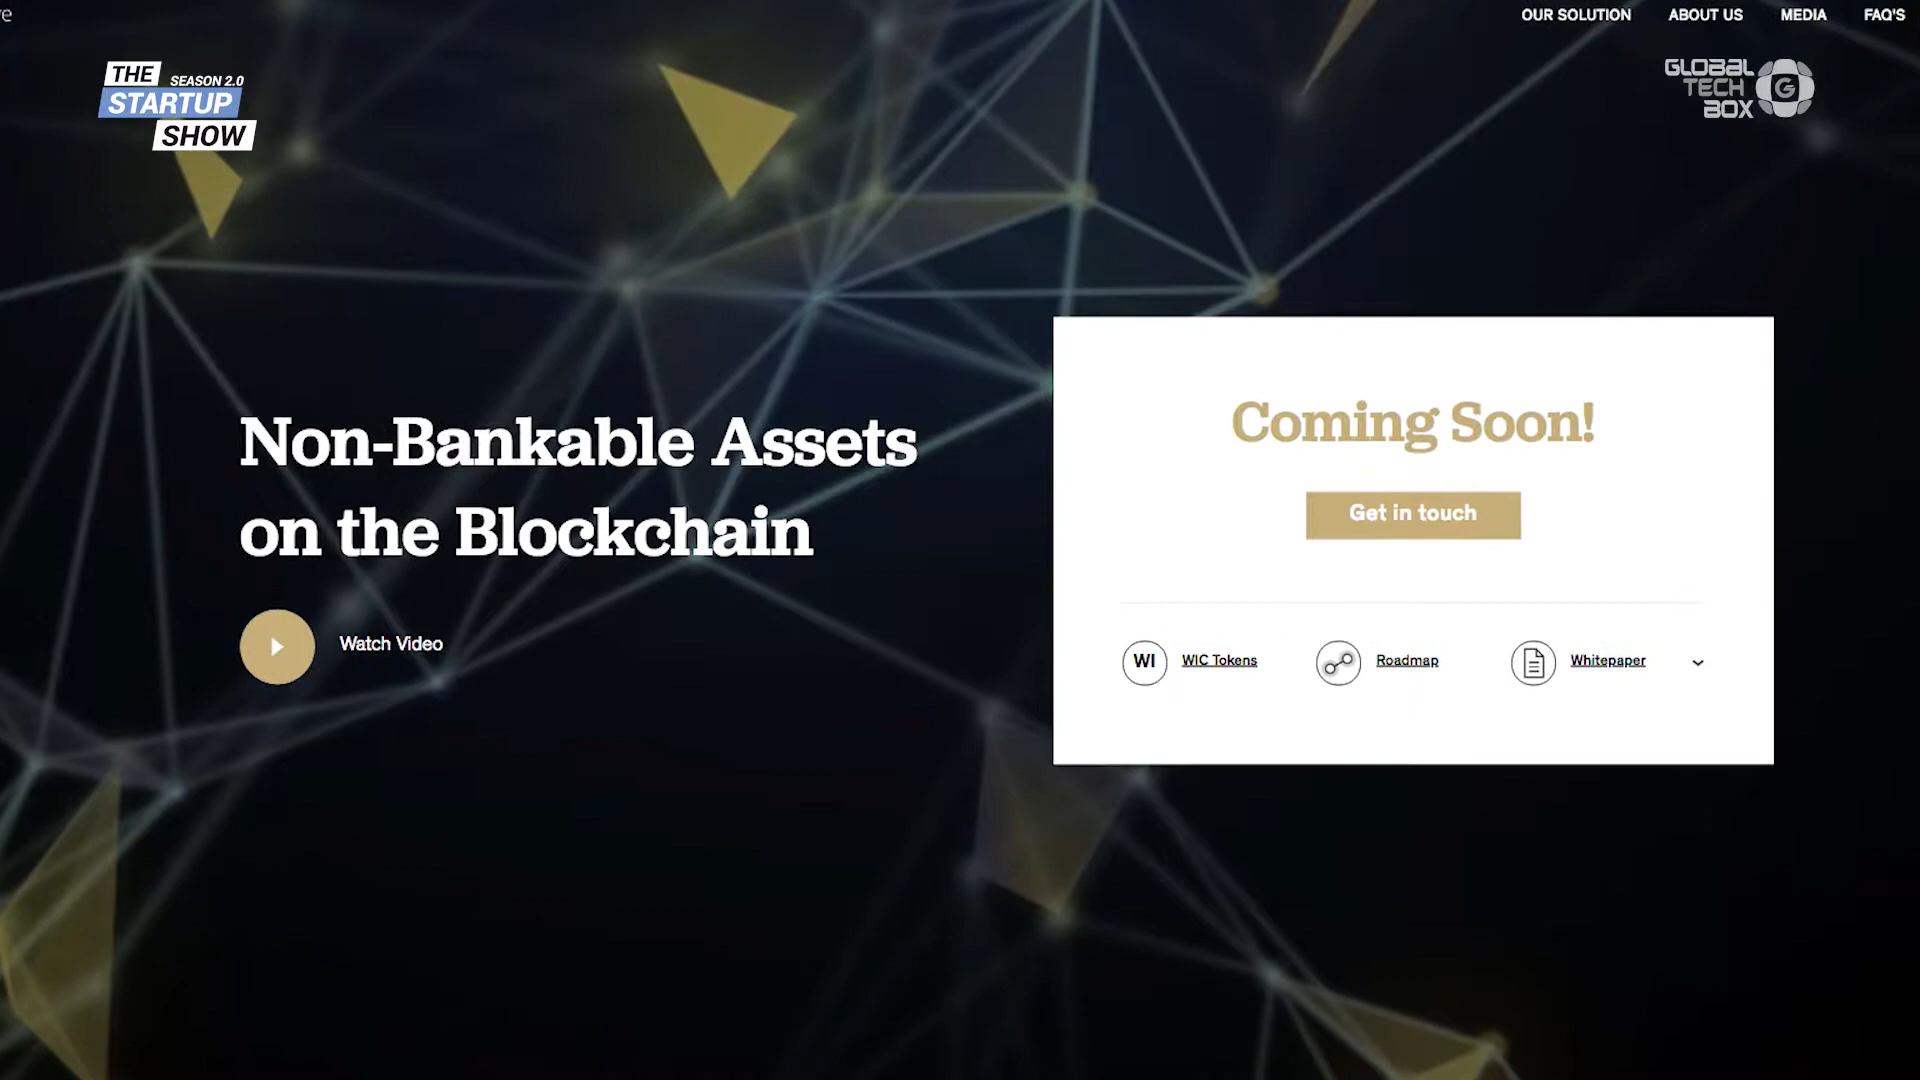 OUR SOLUTION
ABOUT US
MEDIA
FAQ'S
THE
SEASON 2.0
STARTUP
SHOW
GLOBAL
TECH
BOX
G
Non-Bankable Assets
on the Blockchain
Watch Video
Coming Soon!
Get in touch
WI
WIC Tokens
Roadmap
Whitepaper